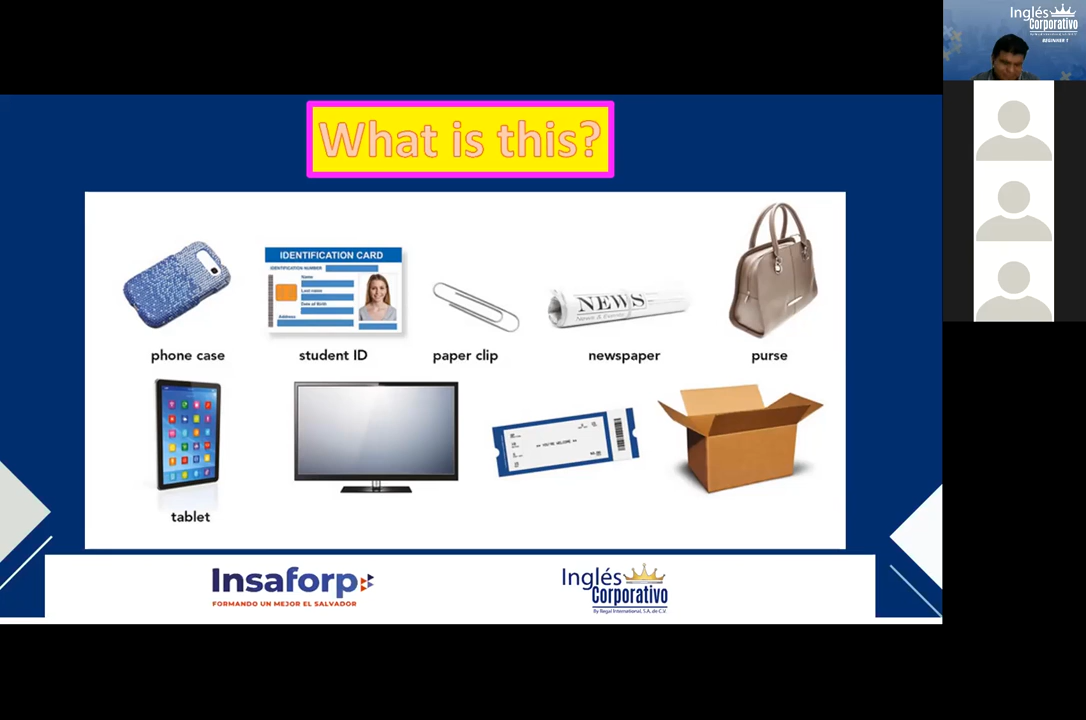 Inglés
Corporativo
BEGINNER 1
What is this?
IDENTIFICATION CARD
IDENTIFICATION NUMBER
Name
Last name
Date of Birth
Address
NEWS
phone case
student ID
paper clip
newspaper
purse
tablet
Insaforp
FORMANDO UN MEJOR EL SALVADOR
Inglés
Corporativo
By Regal International, S.A. de C.V.